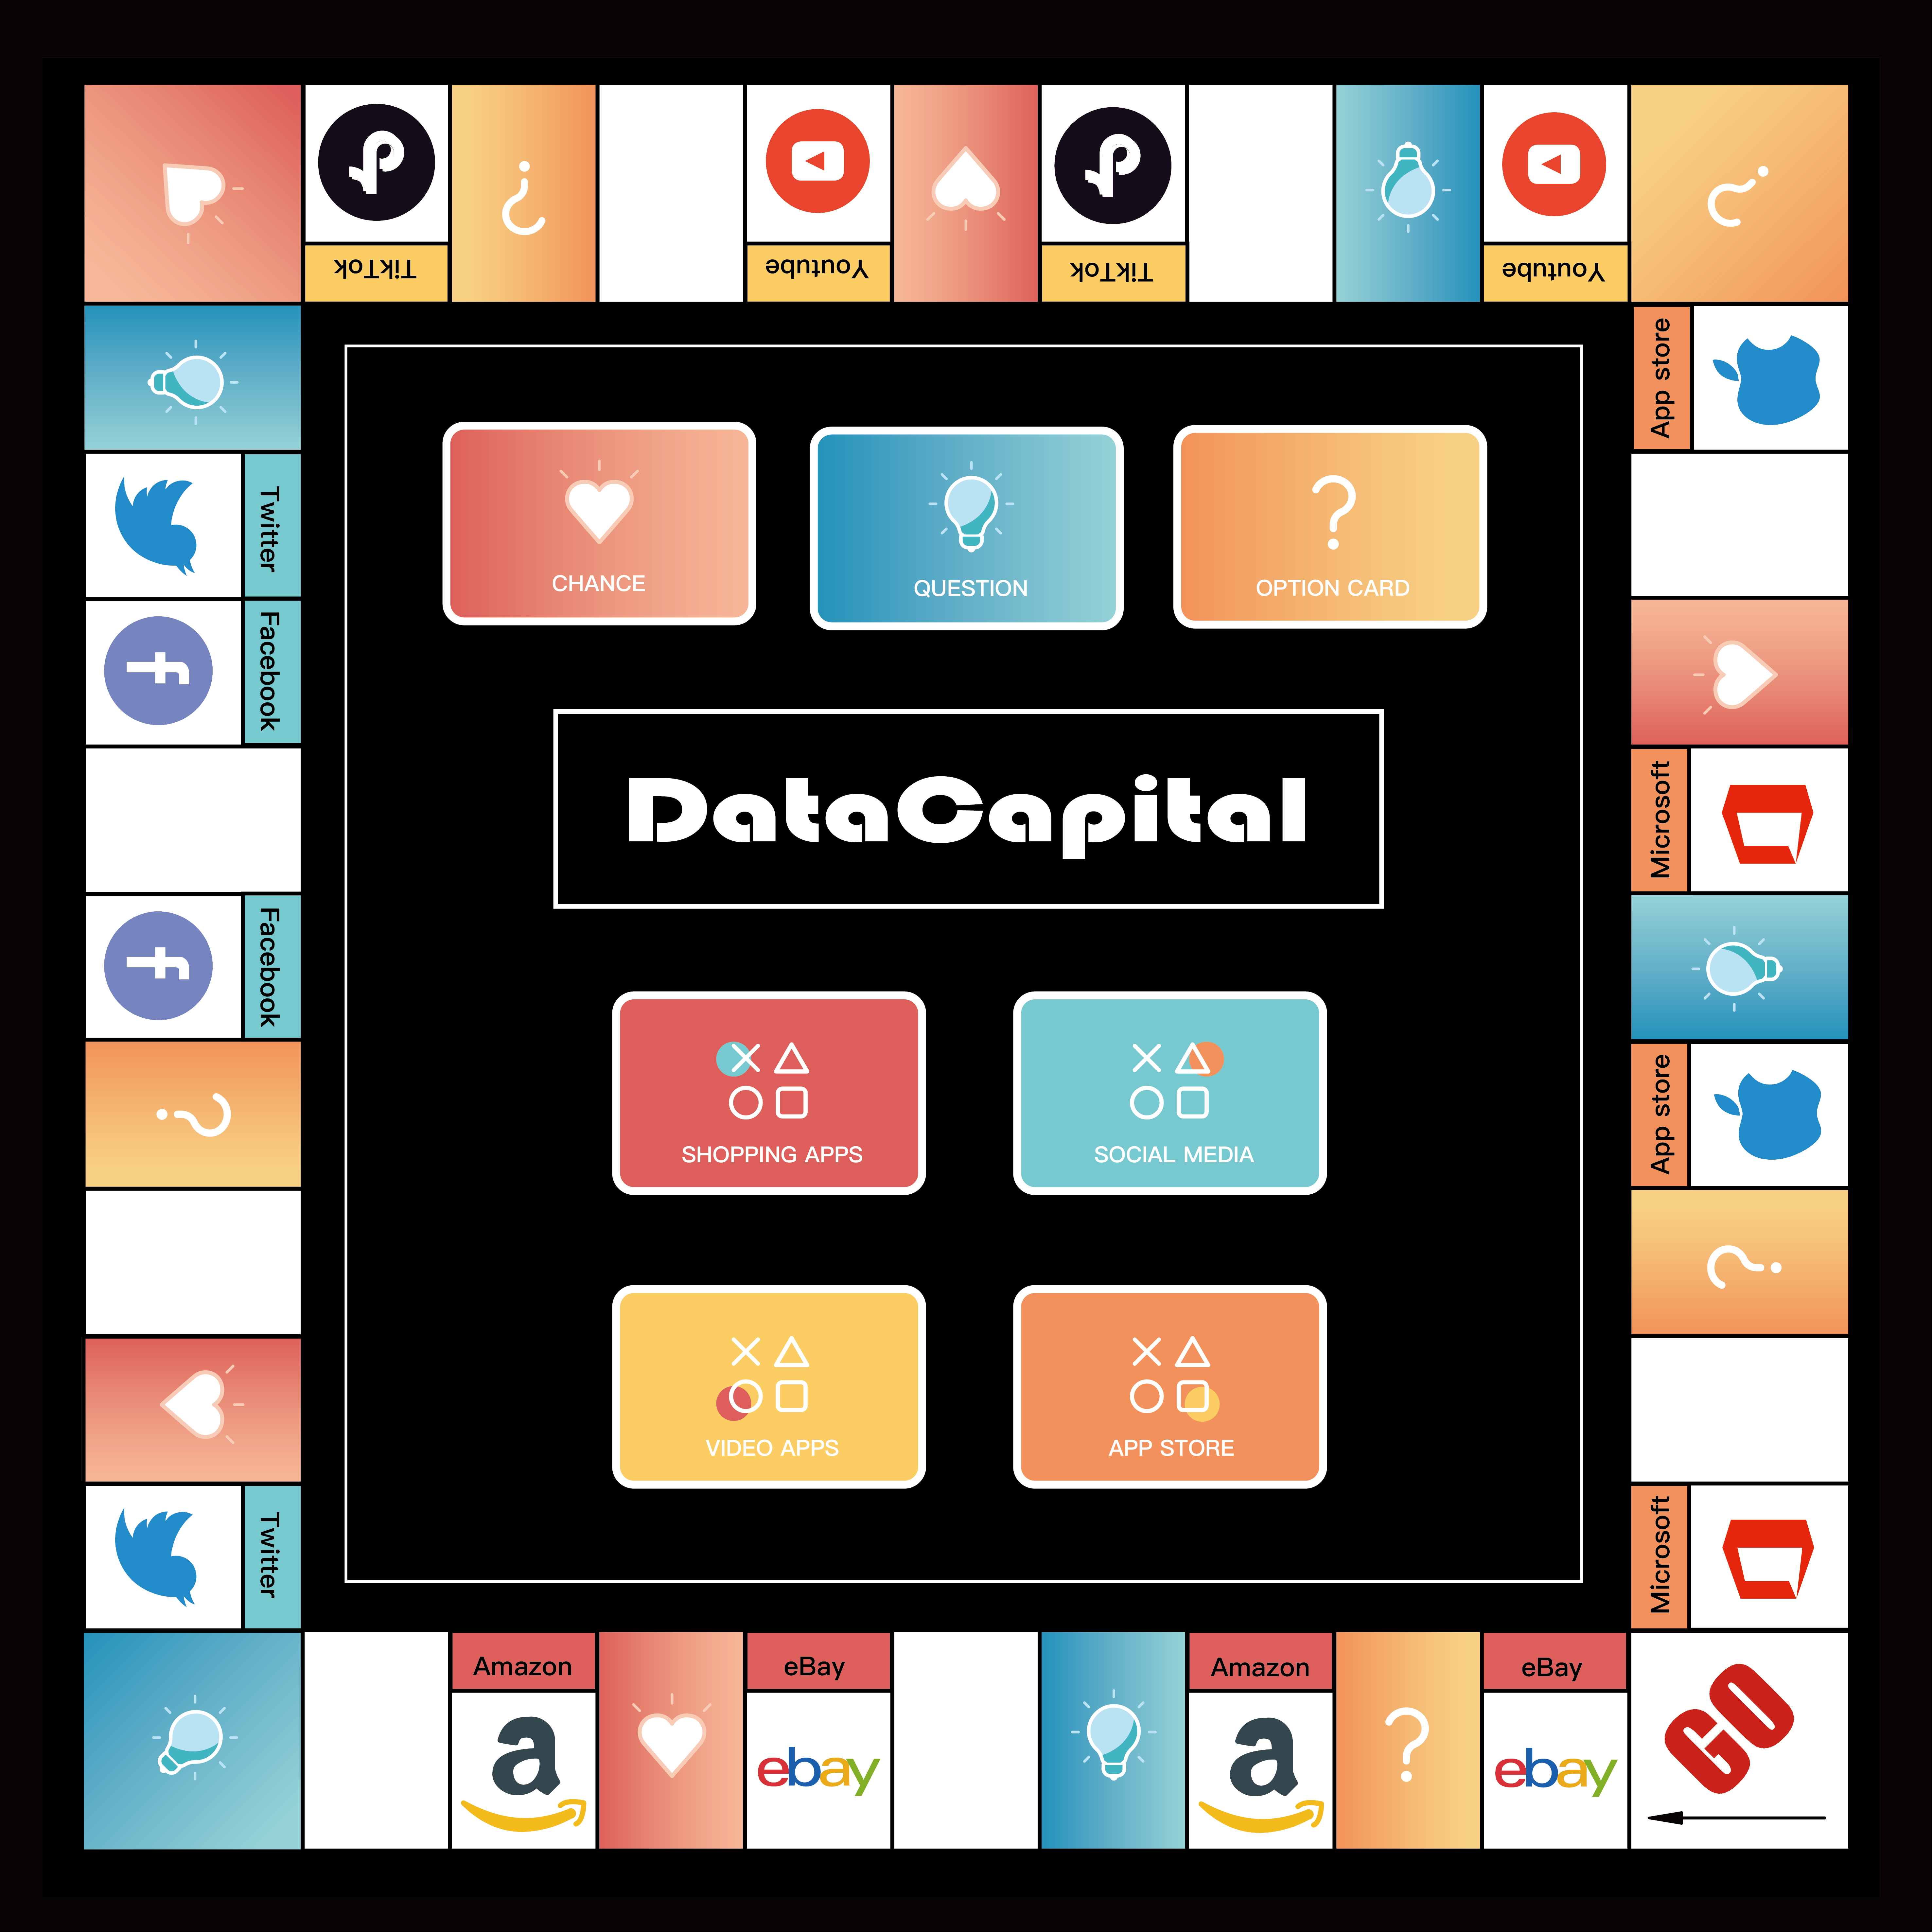 TikTok
Youtube
TikTok
Youtube
App store
Twitter
CHANCE
QUESTION
OPTION CARD
Facebook
DataCapital
Microsoft
Facebook
SHOPPING APPS
SOCIAL MEDIA
App store
VIDEO APPS
APP STORE
Twitter
Microsoft
Amazon
eBay
Amazon
eBay
a
ebay
a
ebay
GO